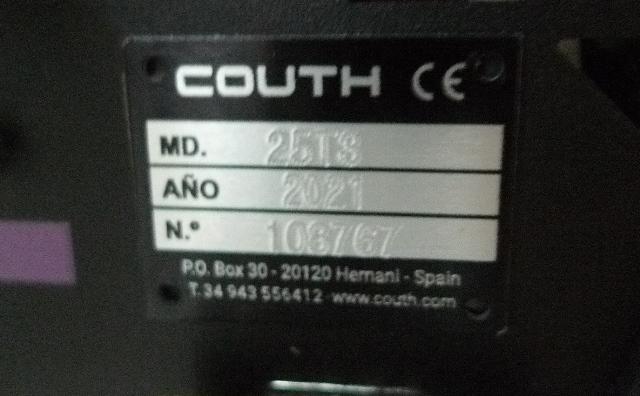 COUTH CE
MD. 25TS
AÑO 2021
N.º 108767
P.O. Box 30 - 20120 Hernani - Spain
T. 34 943 556412 www.couth.com